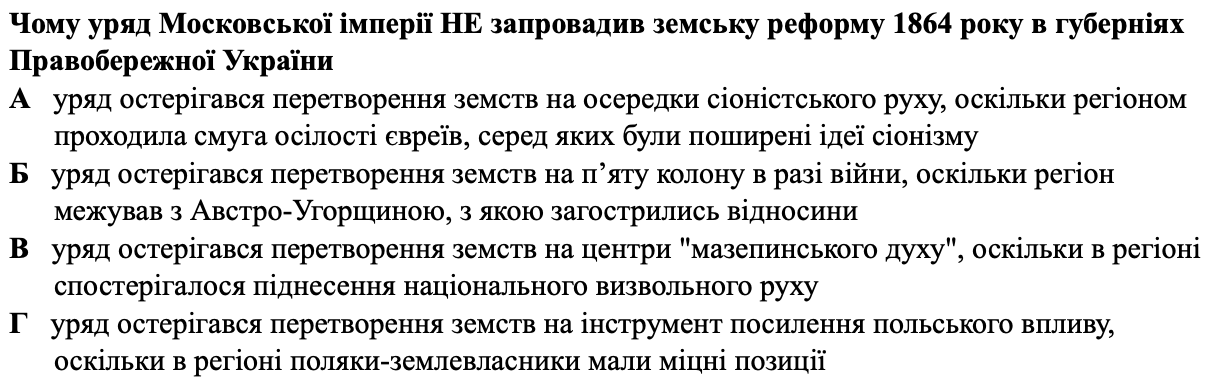 Чому уряд Московської імперії НЕ запровадив земську реформу 1864 року в губерніях
Правобережної України
А уряд остерігався перетворення земств на осередки сіоністського руху, оскільки регіоном
проходила смуга осілості євреїв, серед яких були поширені ідеї сіонізму
Б уряд остерігався перетворення земств на п’яту колону в разі війни, оскільки регіон
межував з Австро-Угорщиною, з якою загострились відносини
В уряд остерігався перетворення земств на центри "мазепинського духу", оскільки в регіоні
спостерігалося піднесення національного визвольного руху
Г уряд остерігався перетворення земств на інструмент посилення польського впливу,
оскільки в регіоні поляки-землевласники мали міцні позиції